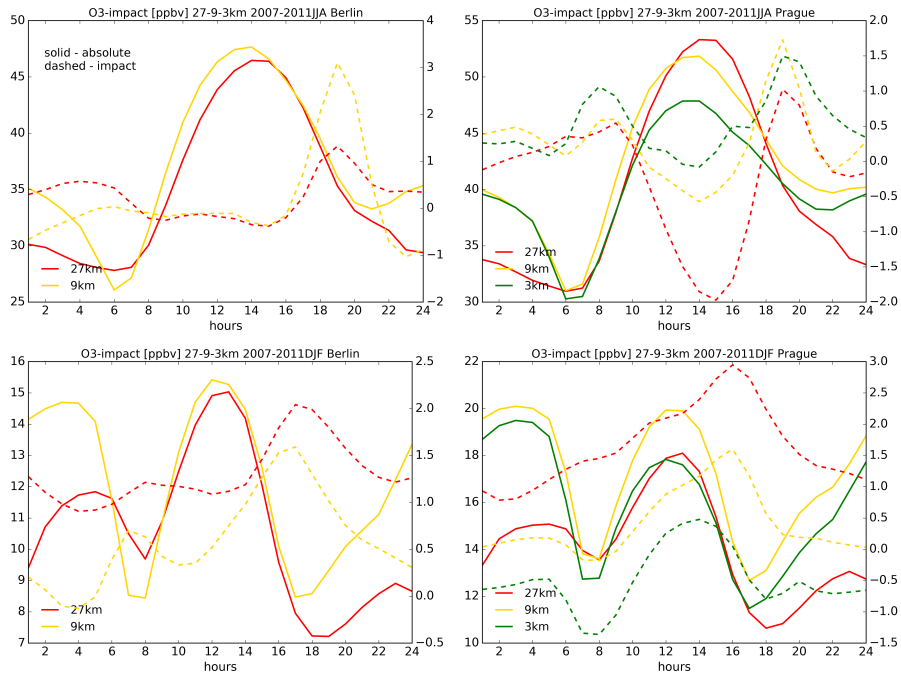 O3-impact [ppbv] 27-9-3km 2007-2011JJA Berlin
50
45
40
35
30
25
4
3
2
1
0
−1
−2
solid - absolute
dashed - impact
27km
9km
2 4 6 8 10 12 14 16 18 20 22 24
hours
O3-impact [ppbv] 27-9-3km 2007-2011JJA Prague
55
50
45
40
35
30
2.0
1.5
1.0
0.5
0.0
−0.5
−1.0
−1.5
−2.0
27km
9km
3km
2 4 6 8 10 12 14 16 18 20 22 24
hours
O3-impact [ppbv] 27-9-3km 2007-2011DJF Berlin
16
15
14
13
12
11
10
9
8
7
2.5
2.0
1.5
1.0
0.5
0.0
−0.5
27km
9km
2 4 6 8 10 12 14 16 18 20 22 24
hours
O3-impact [ppbv] 27-9-3km 2007-2011DJF Prague
22
20
18
16
14
12
10
3.0
2.5
2.0
1.5
1.0
0.5
0.0
−0.5
−1.0
−1.5
27km
9km
3km
2 4 6 8 10 12 14 16 18 20 22 24
hours